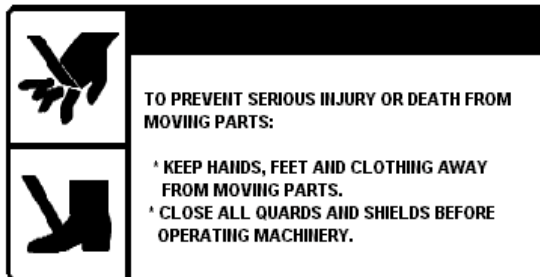 TO PREVENT SERIOUS INJURY OR DEATH FROM
MOVING PARTS:
* KEEP HANDS, FEET AND CLOTHING AWAY
FROM MOVING PARTS.
* CLOSE ALL QUARDS AND SHIELDS BEFORE
OPERATING MACHINERY.